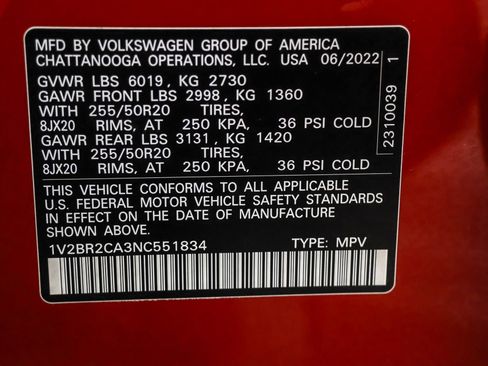 MFD BY VOLKSWAGEN GROUP OF AMERICA
CHATTANOOGA OPERATIONS, LLC. USA 06/2022
GVWR LBS 6019, KG 2730
GAWR FRONT LBS 2998, KG 1360
WITH 255/50R20 TIRES,
8JX20 RIMS, AT 250 KPA, 36 PSI COLD
GAWR REAR LBS 3131, KG 1420
WITH 255/50R20 TIRES,
8JX20 RIMS, AT 250 KPA, 36 PSI COLD
THIS VEHICLE CONFORMS TO ALL APPLICABLE
U.S. FEDERAL MOTOR VEHICLE SAFETY STANDARDS
IN EFFECT ON THE DATE OF MANUFACTURE
SHOWN ABOVE.
1V2BR2CA3NC551834 TYPE: MPV
2310039 1